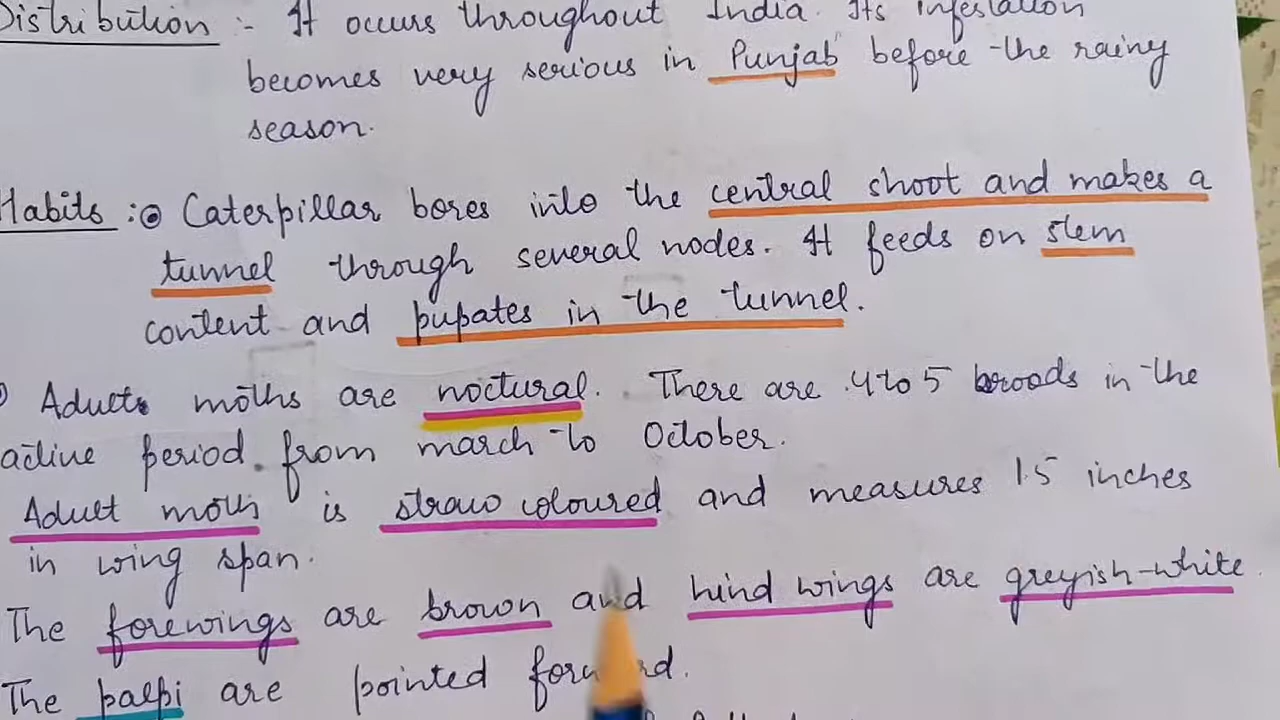 Distribution :- It occurs throughout India. Its infestation
becomes very serious in Punjab before the rainy
season.
Habits : Caterpillar bores into the central shoot and makes a
tunnel through several nodes. It feeds on stem
content and pupates in the tunnel.
Adult moths are noctural. There are 4 to 5 broods in the
active period. from march to October.
Adult moth is straw coloured and measures 1.5 inches
in wing span.
The forewings are brown and hind wings are greyish-white.
The palpi are pointed forward.